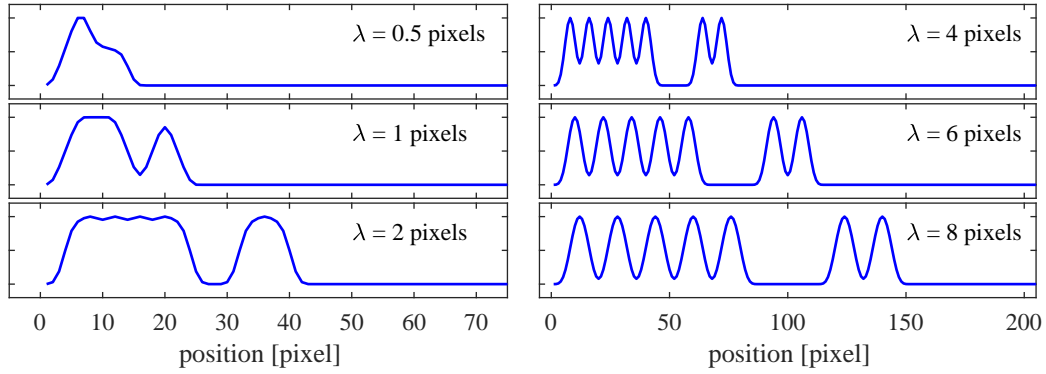 λ = 0.5 pixels
λ = 1 pixels
λ = 2 pixels
0 10 20 30 40 50 60 70
position [pixel]
λ = 4 pixels
λ = 6 pixels
λ = 8 pixels
0 50 100 150 200
position [pixel]